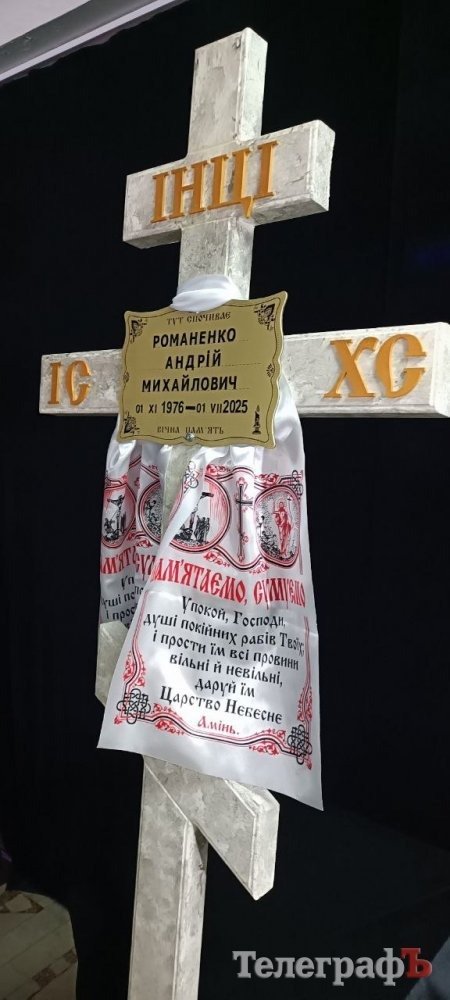 ІНЦІ
ІС ХС
ТУТ СПОЧИВАЄ
РОМАНЕНКО
АНДРІЙ
МИХАЙЛОВИЧ
01 XI 1976—01 VII 2025
ВІЧНА ПАМ'ЯТЬ
ПАМ'ЯТАЄМО, СУМУЄМО
Упокой, Господи,
душі покійних рабів Твоїх,
і прости їм всі провини
вільні й невільні,
даруй їм
Царство Небесне
Амінь.
ТелеграфЪ